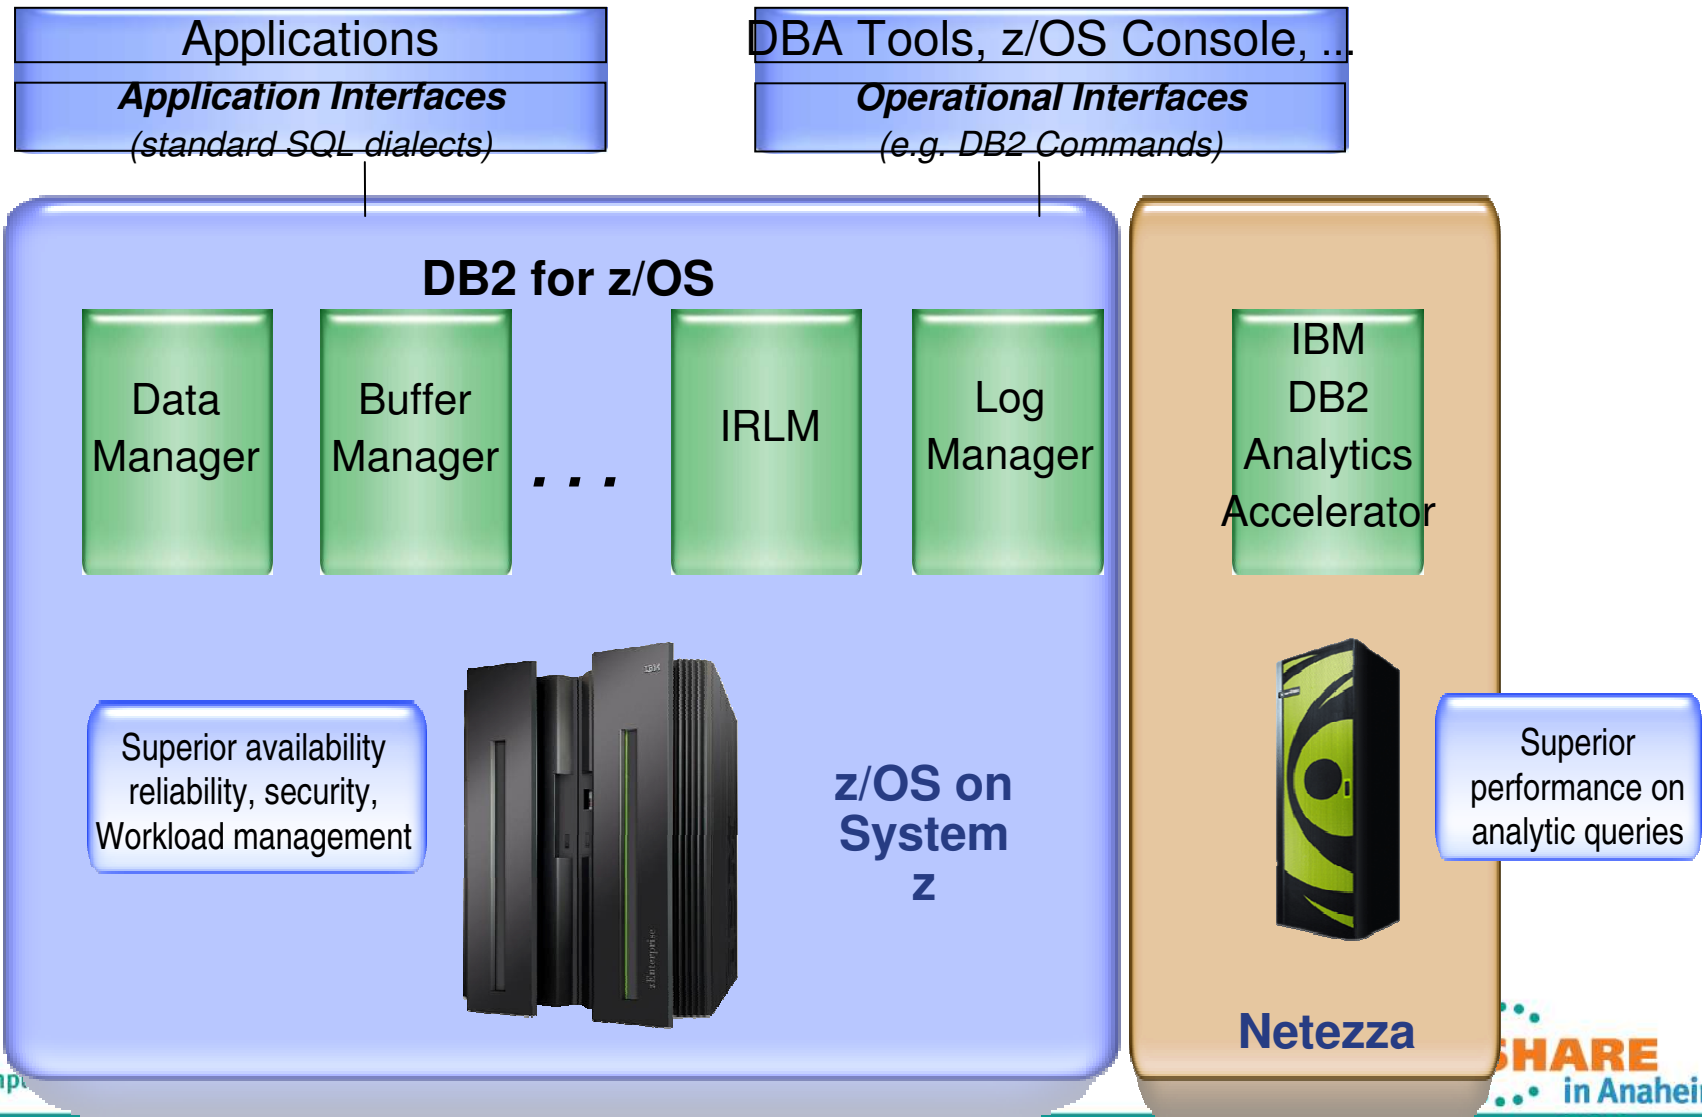 Applications
Application Interfaces
(standard SQL dialects)
DBA Tools, z/OS Console, ...
Operational Interfaces
(e.g. DB2 Commands)
DB2 for z/OS
Data
Manager
Buffer
Manager
. . .
IRLM
Log
Manager
IBM
DB2
Analytics
Accelerator
Superior availability
reliability, security,
Workload management
IBM
zEnterprise
z/OS on
System
z
Superior
performance on
analytic queries
Netezza
SHARE
in Anahei